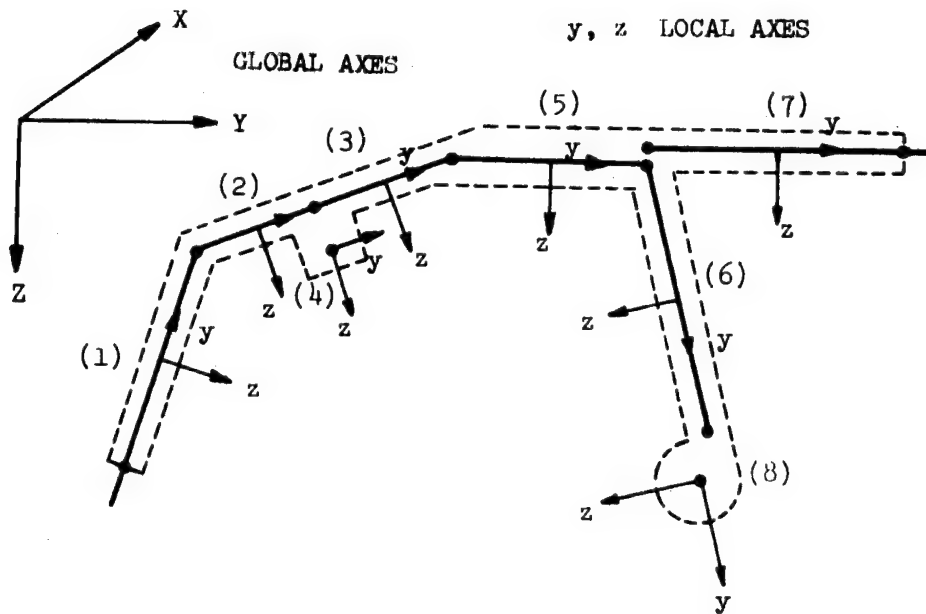 X
y, z LOCAL AXES
GLOBAL AXES
Y
Z
(5)
(7)
y
(3)
y
y
(2)
z
z
z
(4)
y
z
z
(6)
z
y
(1)
y
z
(8)
z
y